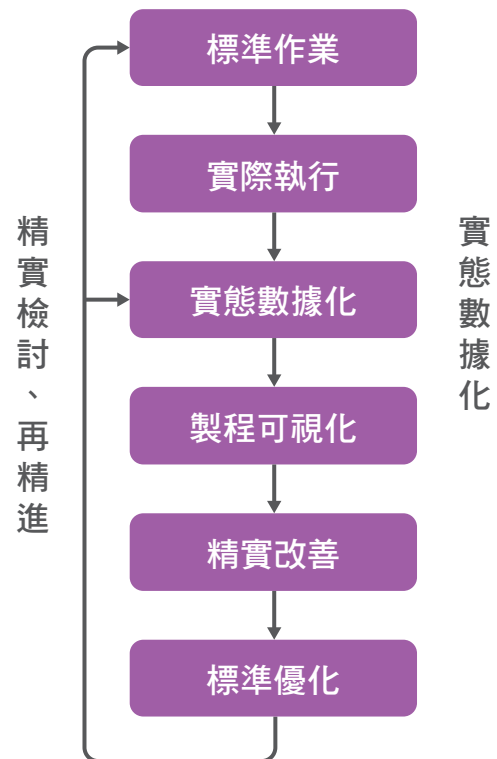 標準作業
實際執行
實態數據化
製程可視化
精實改善
標準優化
精實檢討、再精進
實態數據化